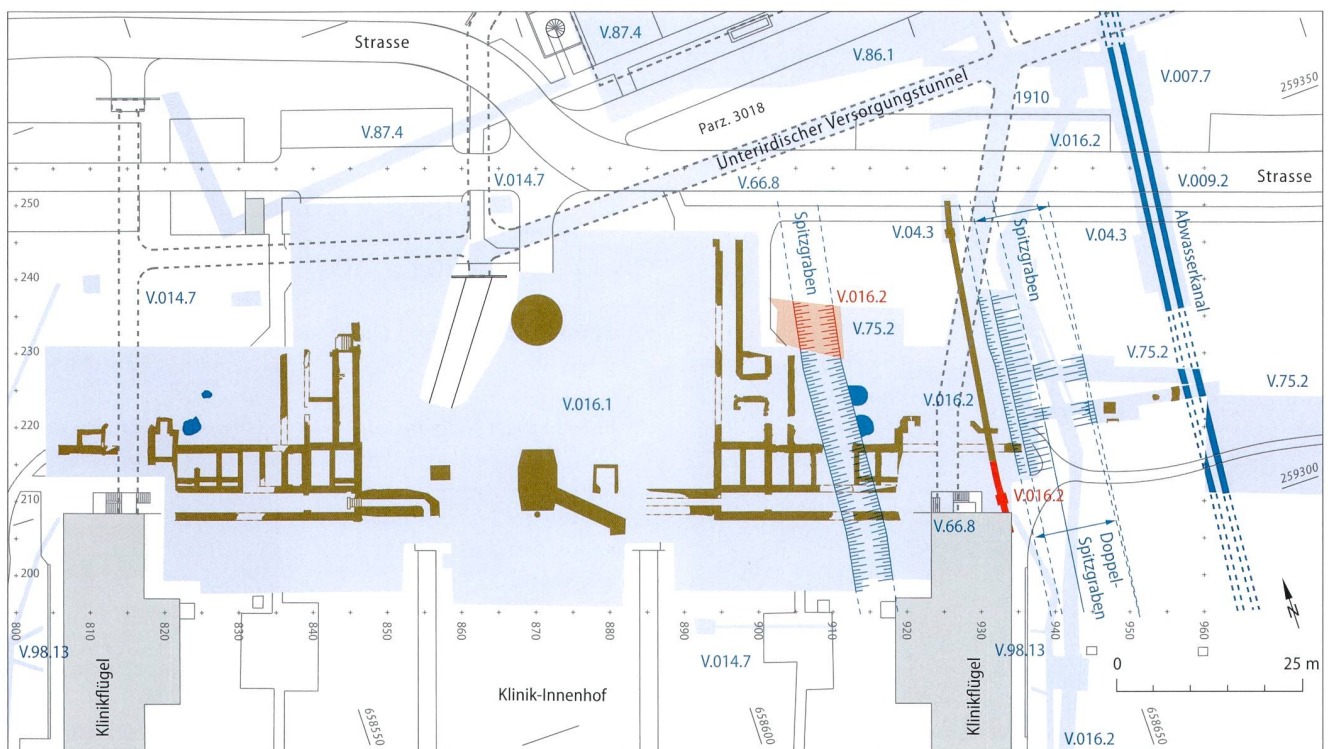 Strasse
V.87.4
V.86.1
V.007.7
259350
1910
Parz. 3018
Unterirdischer Versorgungstunnel
V.87.4
V.016.2
V.014.7
V.66.8
V.009.2
Strasse
250
Spitzgraben
V.04.3
Spitzgraben
V.04.3
Abwasserkanal
240
V.014.7
V.016.2
V.75.2
230
V.75.2
V.75.2
V.016.1
V.016.2
220
210
V.016.2
259300
V.66.8
Doppel-
Spitzgraben
200
N
800
810
820
830
840
850
860
870
880
890
900
910
920
930
940
950
960
V.98.13
V.98.13
V.014.7
0
25 m
Klinikflügel
Klinik-Innenhof
Klinikflügel
658550
658600
658650
V.016.2